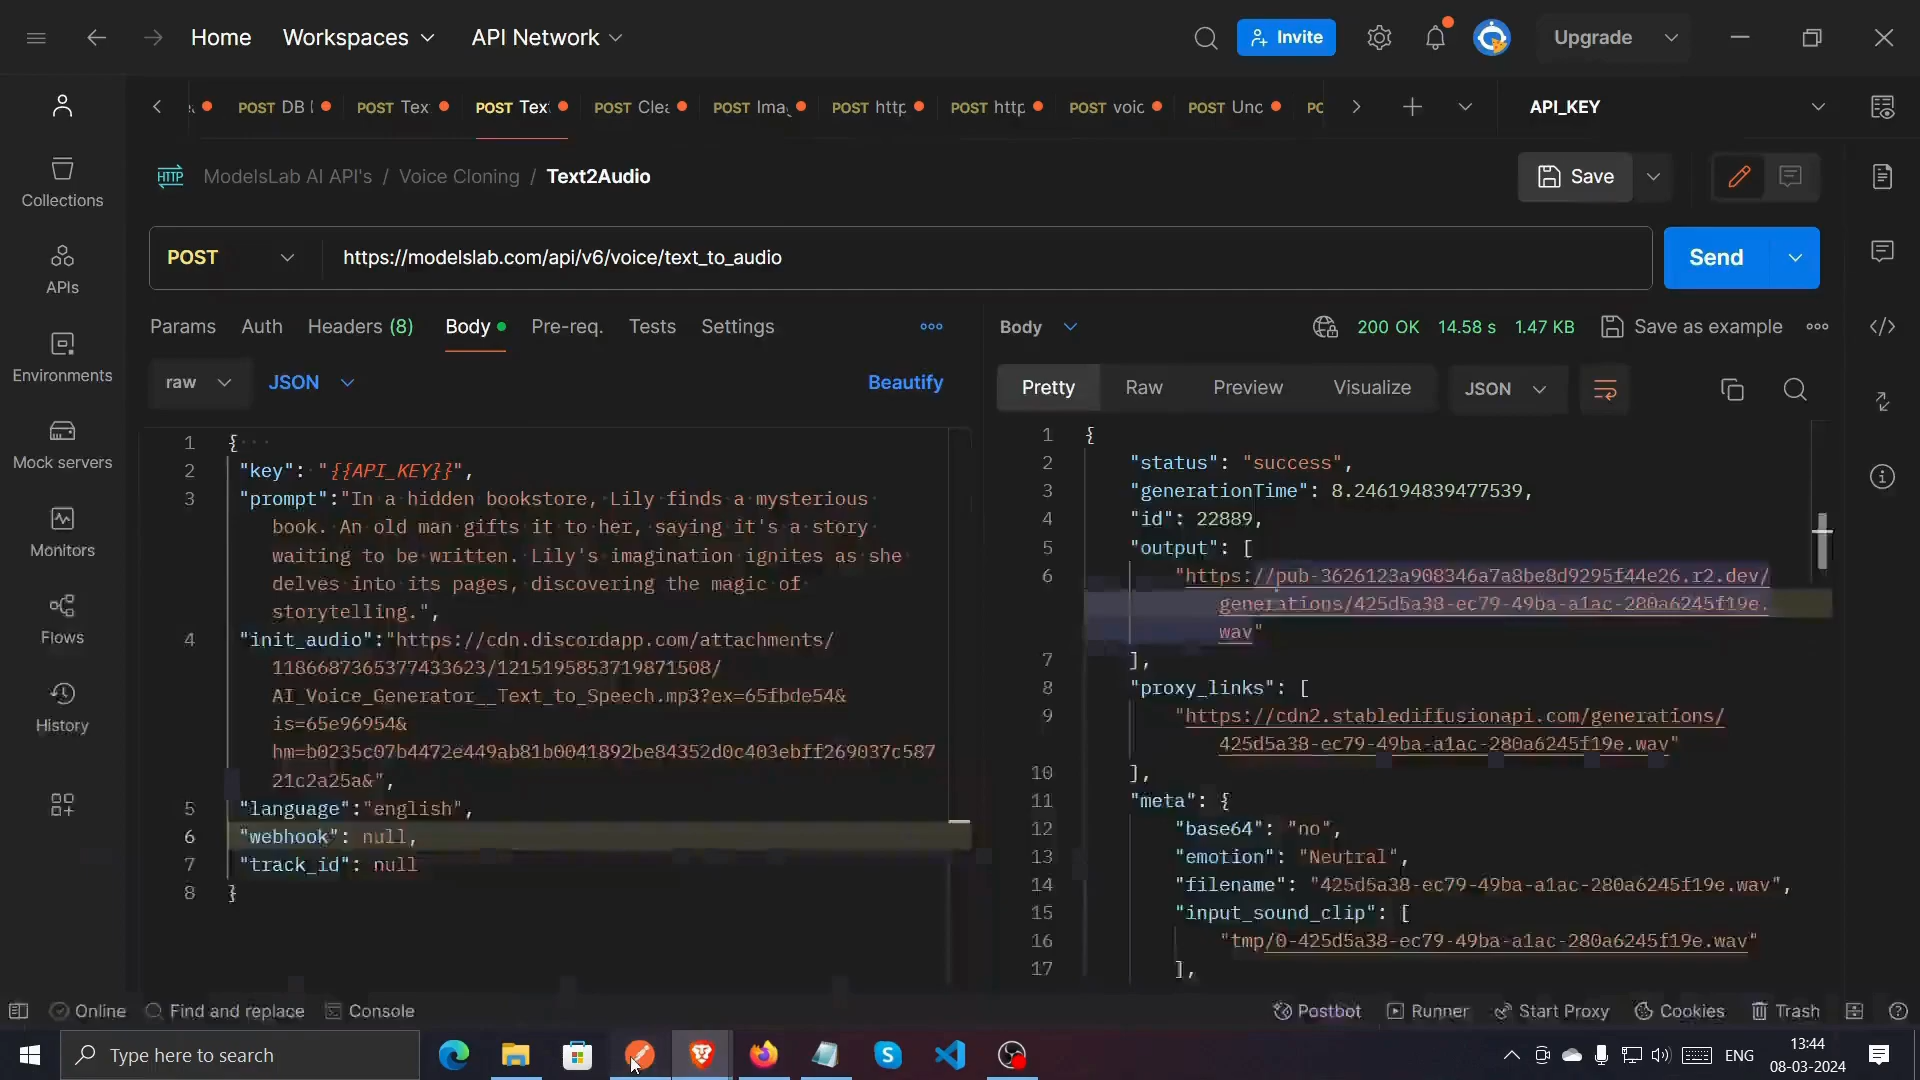 Home Workspaces API Network Invite Upgrade
POST DB POST Tex POST Tex POST Clea POST Ima POST http POST http POST voic POST Unc API_KEY
HTTP ModelsLab AI API's / Voice Cloning / Text2Audio Save
POST https://modelslab.com/api/v6/voice/text_to_audio Send
Params Auth Headers (8) Body Pre-req. Tests Settings
raw JSON Beautify
1 {
2 "key": "{{API_KEY}}",
3 "prompt":"In a hidden bookstore, Lily finds a mysterious
book. An old man gifts it to her, saying it's a story
waiting to be written. Lily's imagination ignites as she
delves into its pages, discovering the magic of
storytelling.",
4 "init_audio":"https://cdn.discordapp.com/attachments/
1186687365377433623/1215195853719871508/
AI_Voice_Generator__Text_to_Speech.mp3?ex=65fbde54&
is=65e96954&
hm=b0235c07b4472e449ab81b0041892be84352d0c403ebff269037c587
21c2a25a&",
5 "language":"english",
6 "webhook": null,
7 "track_id": null
8 }
Body 200 OK 14.58 s 1.47 KB Save as example
Pretty Raw Preview Visualize JSON
1 {
2 "status": "success",
3 "generationTime": 8.246194839477539,
4 "id": 22889,
5 "output": [
6 "https://pub-3626123a908346a7a8be8d9295f44e26.r2.dev/
generations/425d5a38-ec79-49ba-a1ac-280a6245f19e.
wav"
7 ],
8 "proxy_links": [
9 "https://cdn2.stablediffusionapi.com/generations/
425d5a38-ec79-49ba-a1ac-280a6245f19e.wav"
10 ],
11 "meta": {
12 "base64": "no",
13 "emotion": "Neutral",
14 "filename": "425d5a38-ec79-49ba-a1ac-280a6245f19e.wav",
15 "input_sound_clip": [
16 "tmp/0-425d5a38-ec79-49ba-a1ac-280a6245f19e.wav"
17 ],
Collections
APIs
Environments
Mock servers
Monitors
Flows
History
Online Find and replace Console Postbot Runner Start Proxy Cookies Trash
Type here to search ENG 13:44
08-03-2024